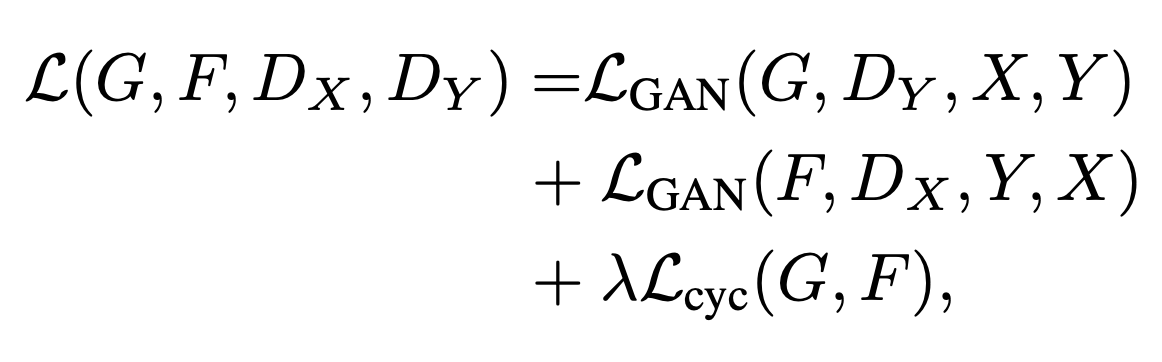 ℒ(G, F, D_X, D_Y) =ℒ_GAN(G, D_Y, X, Y)
+ ℒ_GAN(F, D_X, Y, X)
+ λℒ_cyc(G, F),